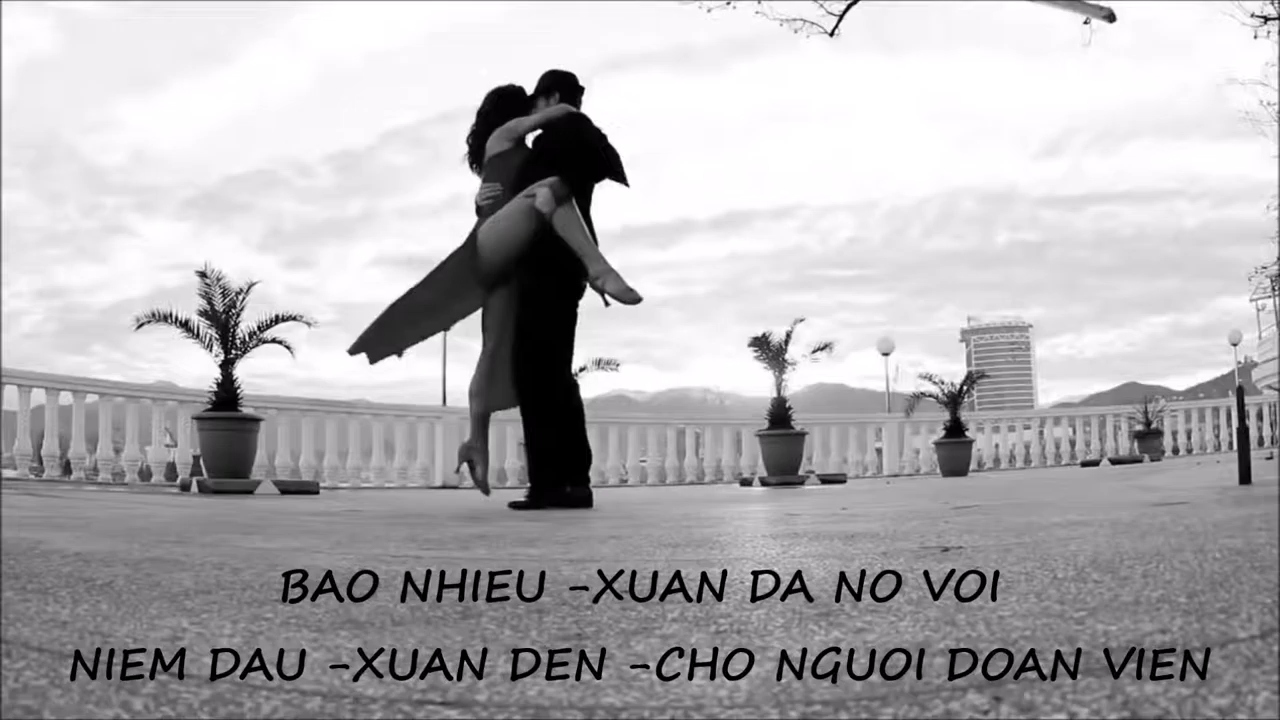 BAO NHIEU -XUAN DA NO VOI
NIEM DAU -XUAN DEN -CHO NGUOI DOAN VIEN